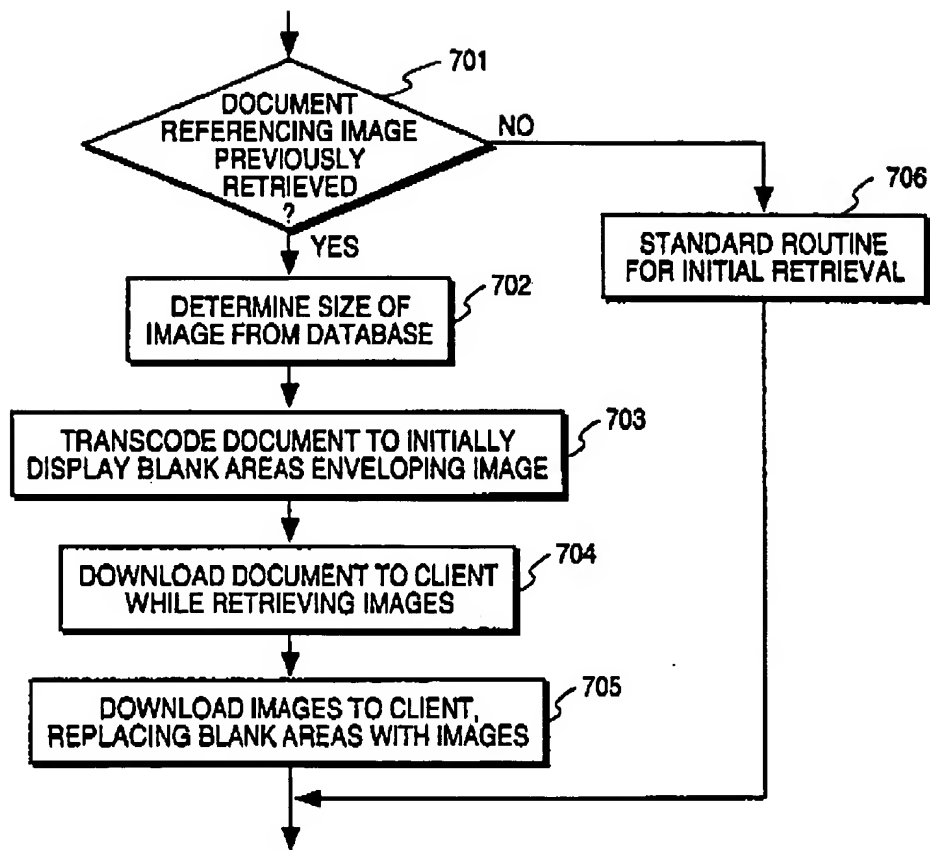 701
DOCUMENT
REFERENCING IMAGE
PREVIOUSLY
RETRIEVED
?
NO
YES
706
STANDARD ROUTINE
FOR INITIAL RETRIEVAL
702
DETERMINE SIZE OF
IMAGE FROM DATABASE
703
TRANSCODE DOCUMENT TO INITIALLY
DISPLAY BLANK AREAS ENVELOPING IMAGE
704
DOWNLOAD DOCUMENT TO CLIENT
WHILE RETRIEVING IMAGES
705
DOWNLOAD IMAGES TO CLIENT,
REPLACING BLANK AREAS WITH IMAGES